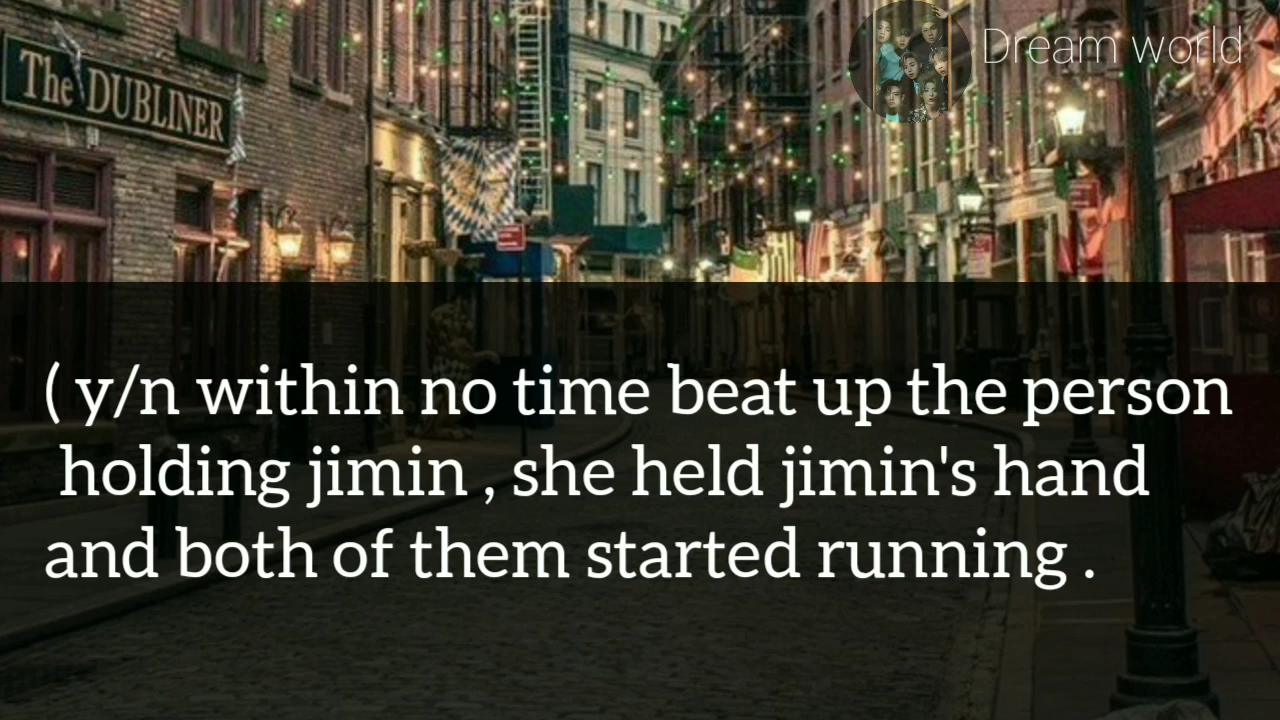 The DUBLINER
Dream world
( y/n within no time beat up the person
holding jimin , she held jimin's hand
and both of them started running .